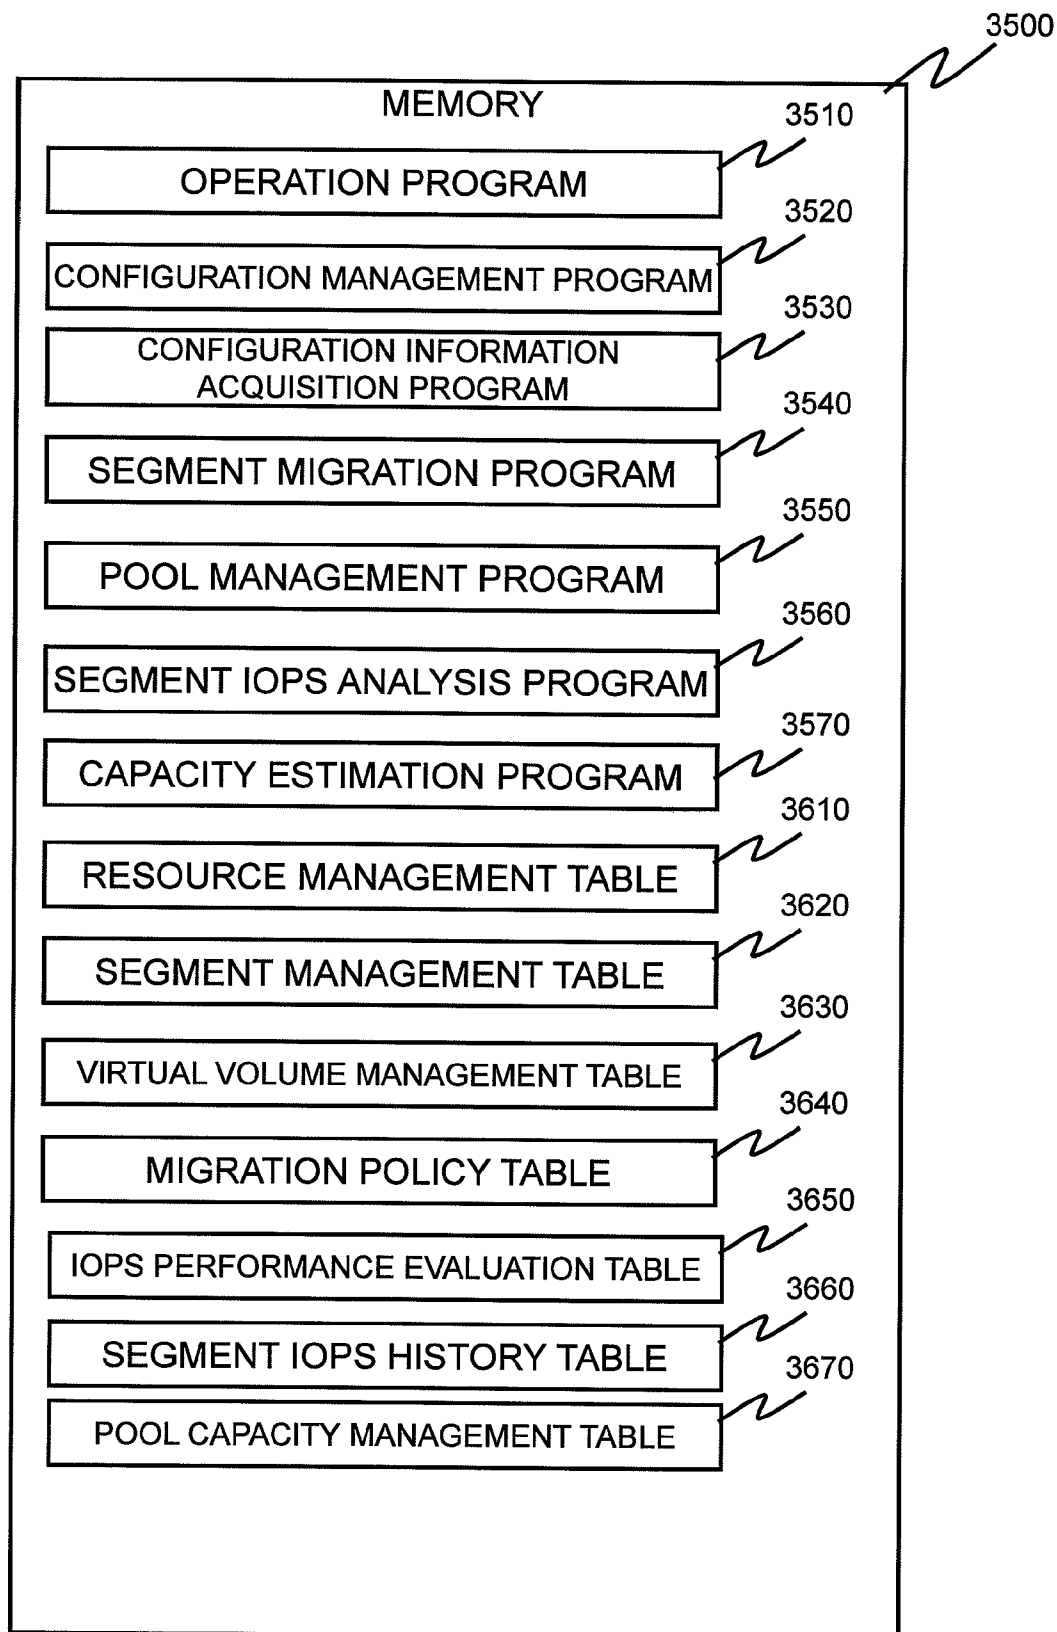 3500
MEMORY
3510
OPERATION PROGRAM
3520
CONFIGURATION MANAGEMENT PROGRAM
3530
CONFIGURATION INFORMATION
ACQUISITION PROGRAM
3540
SEGMENT MIGRATION PROGRAM
3550
POOL MANAGEMENT PROGRAM
3560
SEGMENT IOPS ANALYSIS PROGRAM
3570
CAPACITY ESTIMATION PROGRAM
3610
RESOURCE MANAGEMENT TABLE
3620
SEGMENT MANAGEMENT TABLE
3630
VIRTUAL VOLUME MANAGEMENT TABLE
3640
MIGRATION POLICY TABLE
3650
IOPS PERFORMANCE EVALUATION TABLE
3660
SEGMENT IOPS HISTORY TABLE
3670
POOL CAPACITY MANAGEMENT TABLE